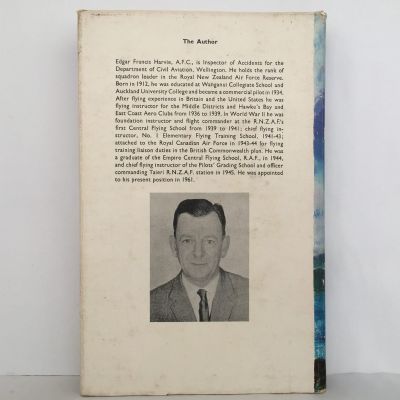 The Author
Edgar Francis Harvie, A.F.C., is Inspector of Accidents for the
Department of Civil Aviation, Wellington. He holds the rank of
squadron leader in the Royal New Zealand Air Force Reserve.
Born in 1912, he was educated at Wanganui Collegiate School and
Auckland University College and became a commercial pilot in 1934.
After flying experience in Britain and the United States he was
flying instructor for the Middle Districts and Hawke's Bay and
East Coast Aero Clubs from 1936 to 1939. In World War II he was
foundation instructor and flight commander at the R.N.Z.A.F's
first Central Flying School from 1939 to 1941; chief flying in-
structor, No. 1 Elementary Flying Training School, 1941-43;
attached to the Royal Canadian Air Force in 1943-44 for flying
training liaison duties in the British Commonwealth plan. He was
a graduate of the Empire Central Flying School, R.A.F., in 1944,
and chief flying instructor of the Pilots' Grading School and officer
commanding Taieri R.N.Z.A.F. station in 1945. He was appointed
to his present position in 1961.